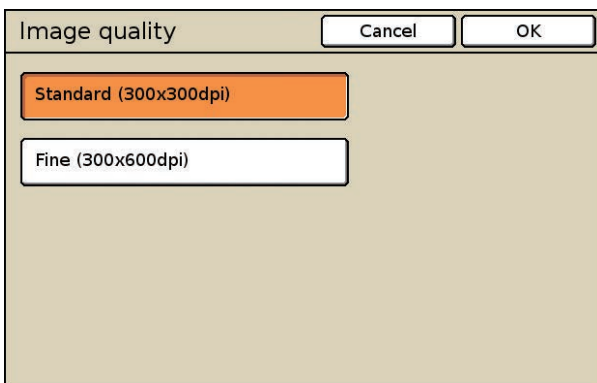 Image quality
Cancel
OK
Standard (300x300dpi)
Fine (300x600dpi)